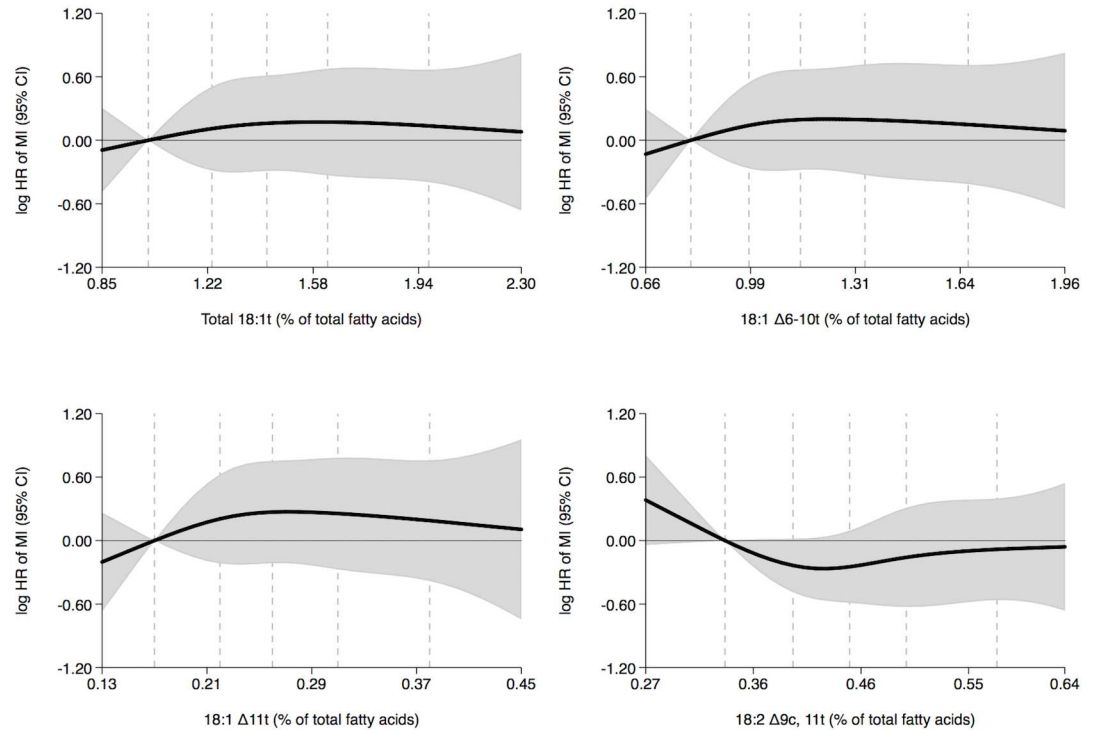 1.20
0.60
0.00
-0.60
-1.20
log HR of MI (95% CI)
0.85 1.22 1.58 1.94 2.30
Total 18:1t (% of total fatty acids)
1.20
0.60
0.00
-0.60
-1.20
log HR of MI (95% CI)
0.66 0.99 1.31 1.64 1.96
18:1 Δ6-10t (% of total fatty acids)
1.20
0.60
0.00
-0.60
-1.20
log HR of MI (95% CI)
0.13 0.21 0.29 0.37 0.45
18:1 Δ11t (% of total fatty acids)
1.20
0.60
0.00
-0.60
-1.20
log HR of MI (95% CI)
0.27 0.36 0.46 0.55 0.64
18:2 Δ9c, 11t (% of total fatty acids)